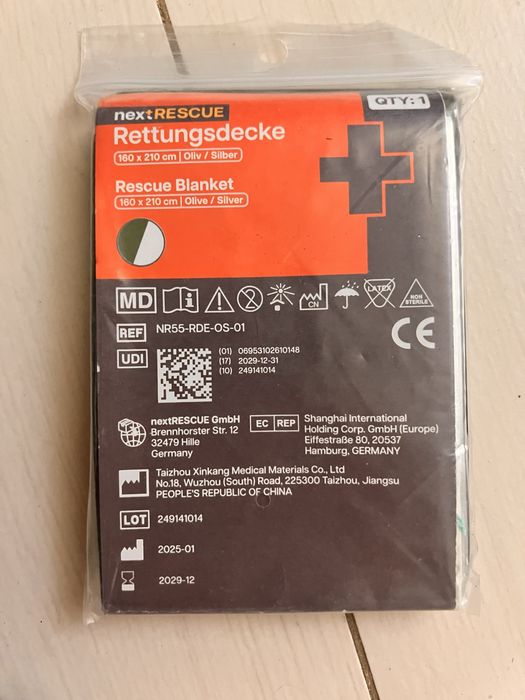 QTY: 1
nextRESCUE
Rettungsdecke
160 x 210 cm | Oliv / Silber
Rescue Blanket
160 x 210 cm | Olive / Silver
MD
CN
LATEX
NON STERILE
REF NR55-RDE-OS-01
CE
UDI
(01) 06953102610148
(17) 2029-12-31
(10) 249141014
nextRESCUE GmbH
Brennhorster Str. 12
32479 Hille
Germany
EC REP
Shanghai International
Holding Corp. GmbH (Europe)
Eiffestraße 80, 20537
Hamburg, GERMANY
Taizhou Xinkang Medical Materials Co., Ltd
No.18, Wuzhou (South) Road, 225300 Taizhou, Jiangsu
PEOPLE'S REPUBLIC OF CHINA
LOT 249141014
2025-01
2029-12